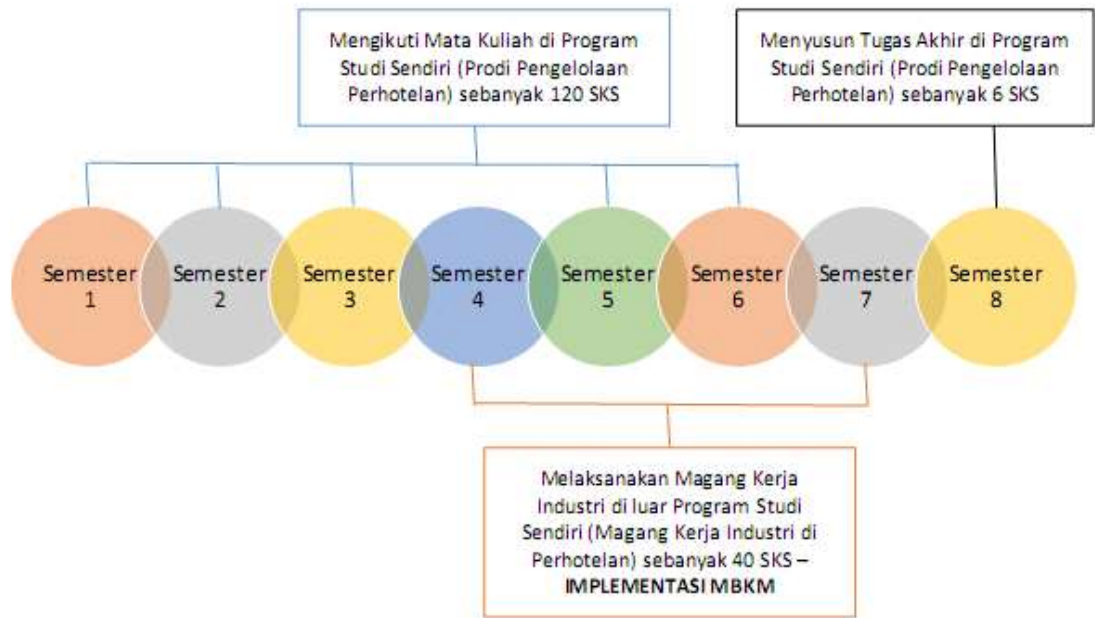 Mengikuti Mata Kuliah di Program
Studi Sendiri (Prodi Pengelolaan
Perhotelan) sebanyak 120 SKS
Menyusun Tugas Akhir di Program
Studi Sendiri (Prodi Pengelolaan
Perhotelan) sebanyak 6 SKS
Semester
1
Semester
2
Semester
3
Semester
4
Semester
5
Semester
6
Semester
7
Semester
8
Melaksanakan Magang Kerja
Industri di luar Program Studi
Sendiri (Magang Kerja Industri di
Perhotelan) sebanyak 40 SKS –
IMPLEMENTASI MBKM